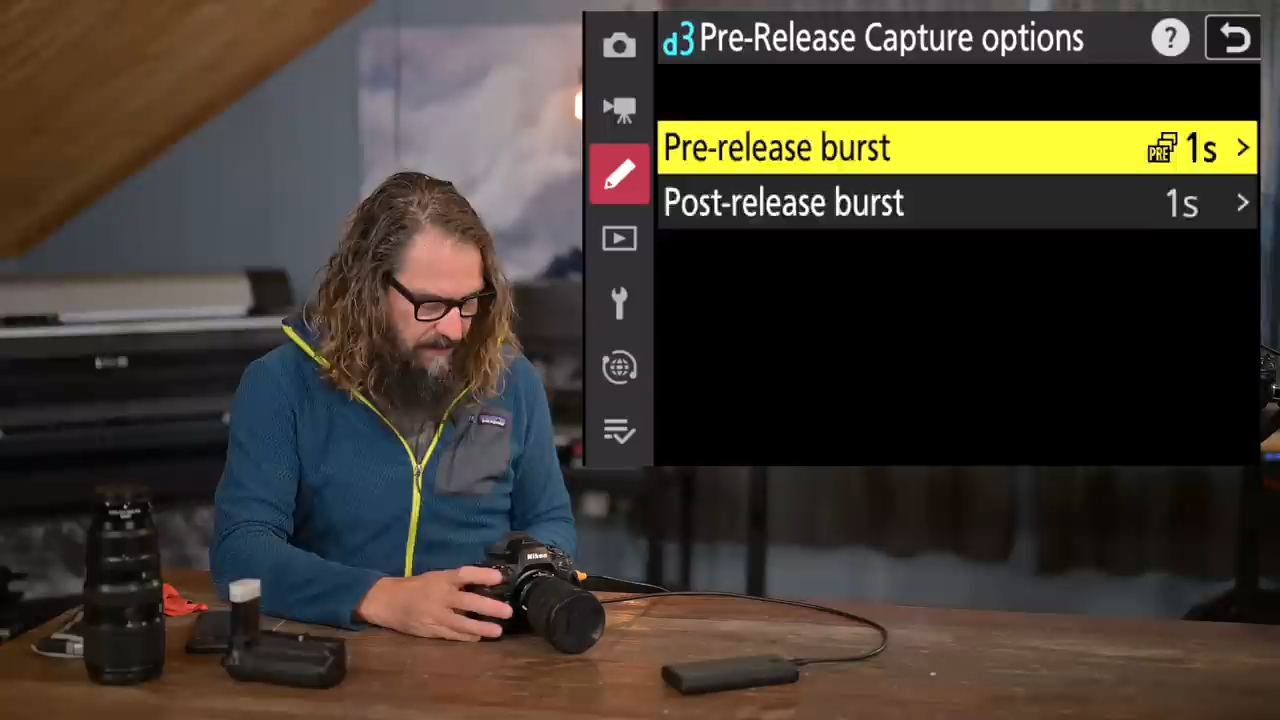 d3 Pre-Release Capture options ?
Pre-release burst PRE 1s >
Post-release burst 1s >
patagonia
Nikon